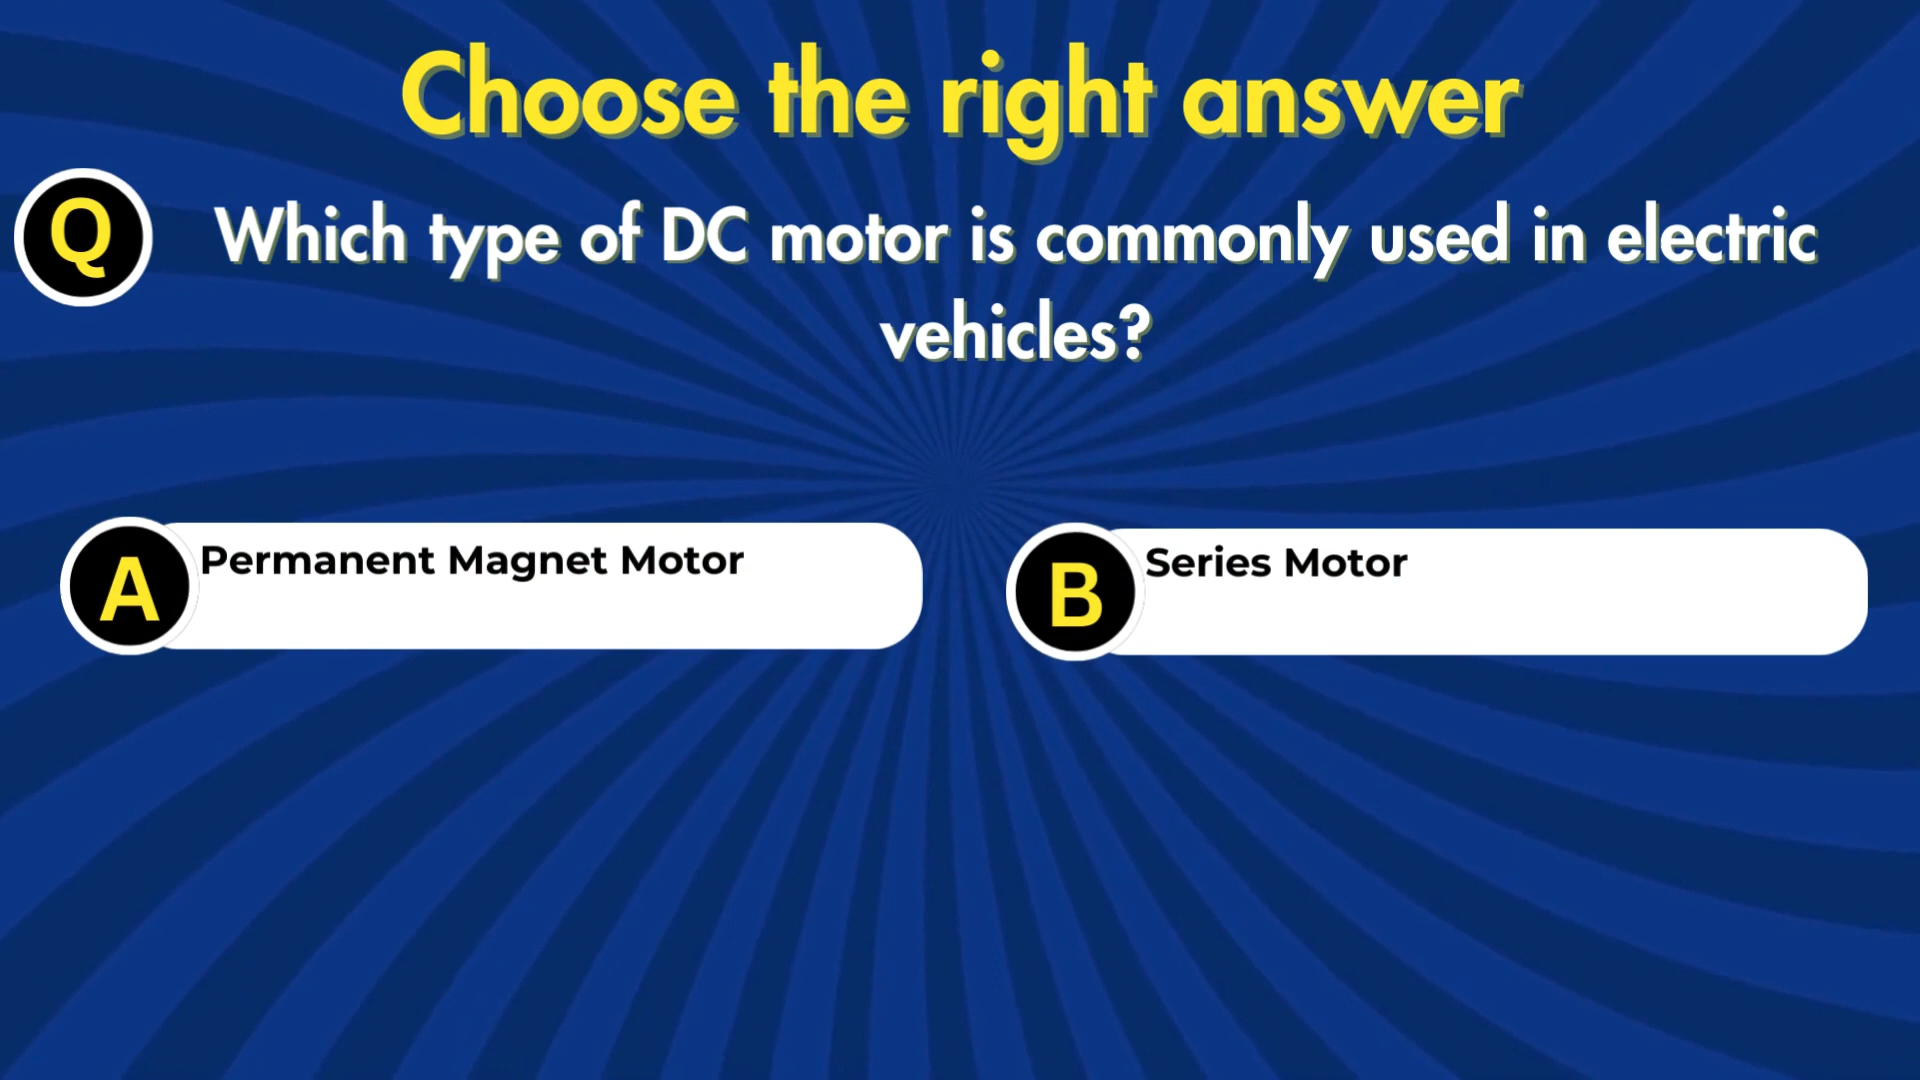 Choose the right answer
Q
Which type of DC motor is commonly used in electric
vehicles?
A
Permanent Magnet Motor
B
Series Motor